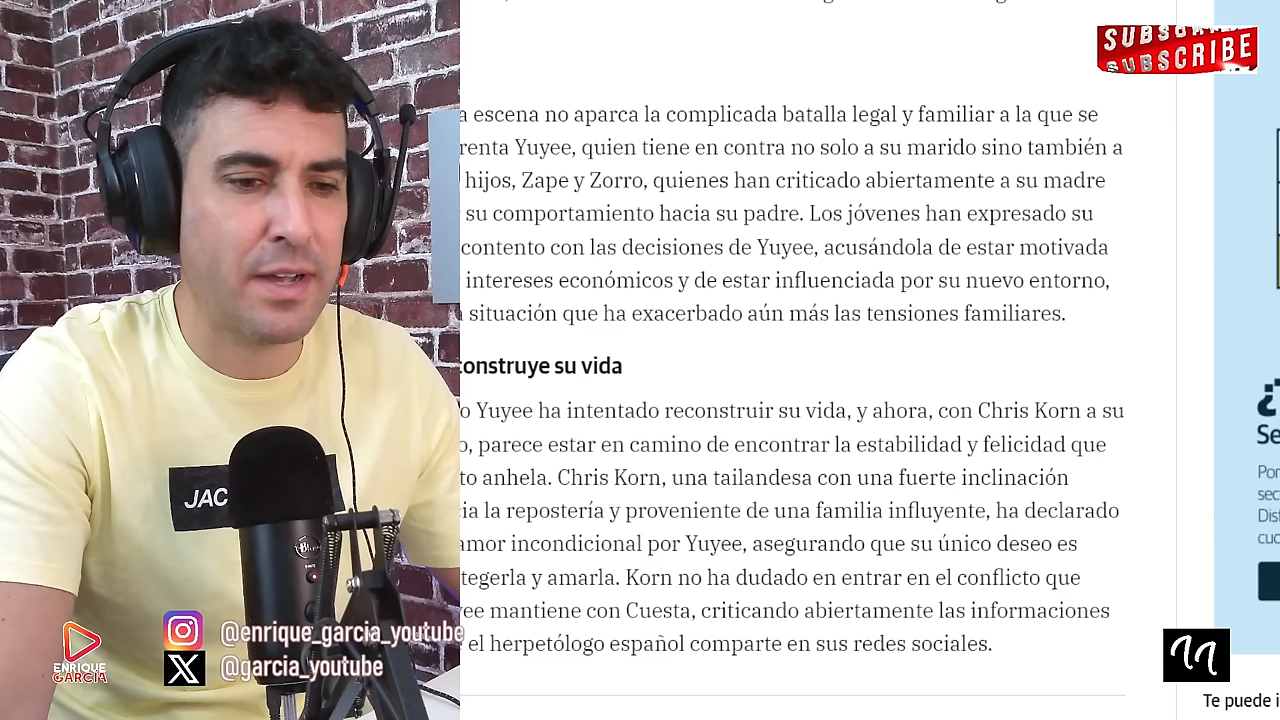 SUBSCRIBE
SUBSCRIBE
a escena no aparca la complicada batalla legal y familiar a la que se
renta Yuyee, quien tiene en contra no solo a su marido sino también a
hijos, Zape y Zorro, quienes han criticado abiertamente a su madre
su comportamiento hacia su padre. Los jóvenes han expresado su
contento con las decisiones de Yuyee, acusándola de estar motivada
intereses económicos y de estar influenciada por su nuevo entorno,
situación que ha exacerbado aún más las tensiones familiares.
construye su vida
o Yuyee ha intentado reconstruir su vida, y ahora, con Chris Korn a su
o, parece estar en camino de encontrar la estabilidad y felicidad que
to anhela. Chris Korn, una tailandesa con una fuerte inclinación
ia la repostería y proveniente de una familia influyente, ha declarado
amor incondicional por Yuyee, asegurando que su único deseo es
tegerla y amarla. Korn no ha dudado en entrar en el conflicto que
ee mantiene con Cuesta, criticando abiertamente las informaciones
el herpetólogo español comparte en sus redes sociales.
¿T
Se
Por
sec
Dist
cuo
Te puede i
JAC
ENRIQUE
GARCIA
@enrique_garcia_youtube
@garcia_youtube